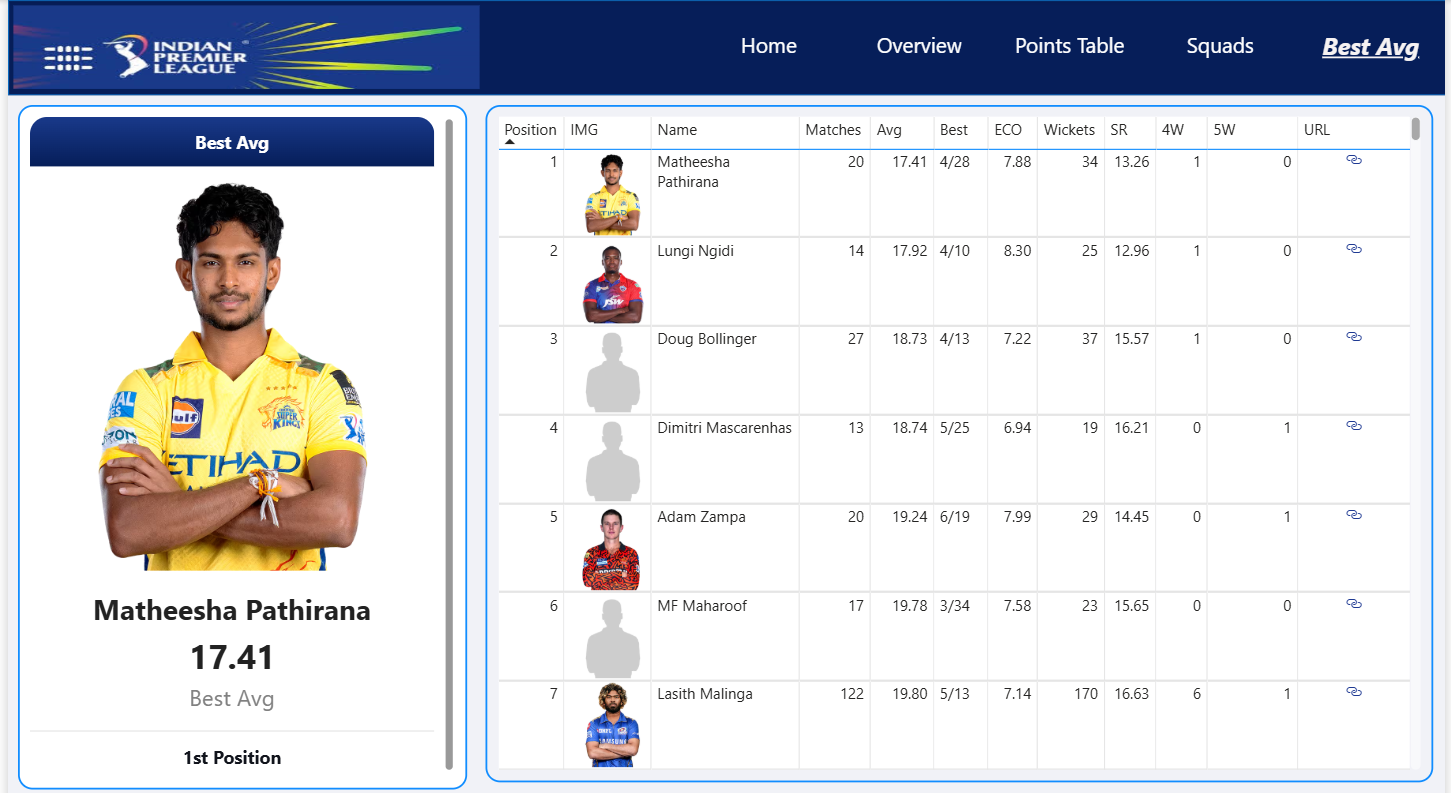 INDIAN
PREMIER
LEAGUE
Home Overview Points Table Squads Best Avg
Best Avg
Gulf
SUPER
KINGS
ETIHAD
Matheesha Pathirana
17.41
Best Avg
1st Position
Position IMG Name Matches Avg Best ECO Wickets SR 4W 5W URL
1 Matheesha 20 17.41 4/28 7.88 34 13.26 1 0
Pathirana
2 Lungi Ngidi 14 17.92 4/10 8.30 25 12.96 1 0
3 Doug Bollinger 27 18.73 4/13 7.22 37 15.57 1 0
4 Dimitri Mascarenhas 13 18.74 5/25 6.94 19 16.21 0 1
5 Adam Zampa 20 19.24 6/19 7.99 29 14.45 0 1
6 MF Maharoof 17 19.78 3/34 7.58 23 15.65 0 0
7 Lasith Malinga 122 19.80 5/13 7.14 170 16.63 6 1